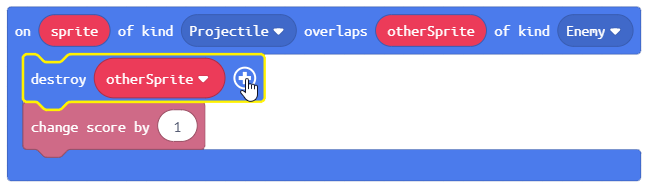 on sprite of kind Projectile overlaps otherSprite of kind Enemy
destroy otherSprite
change score by 1